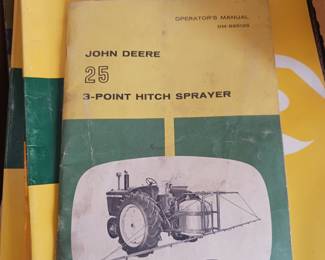 OPERATOR'S MANUAL
JOHN DEERE
25
3-POINT HITCH SPRAYER